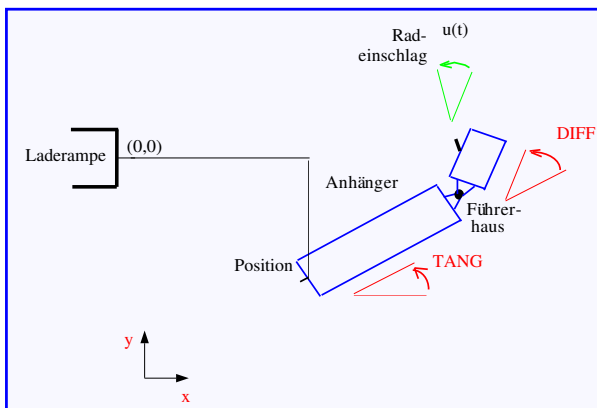 Rad-
einschlag
u(t)
DIFF
Laderampe
(0,0)
Anhänger
Führer-
haus
Position
TANG
y
x